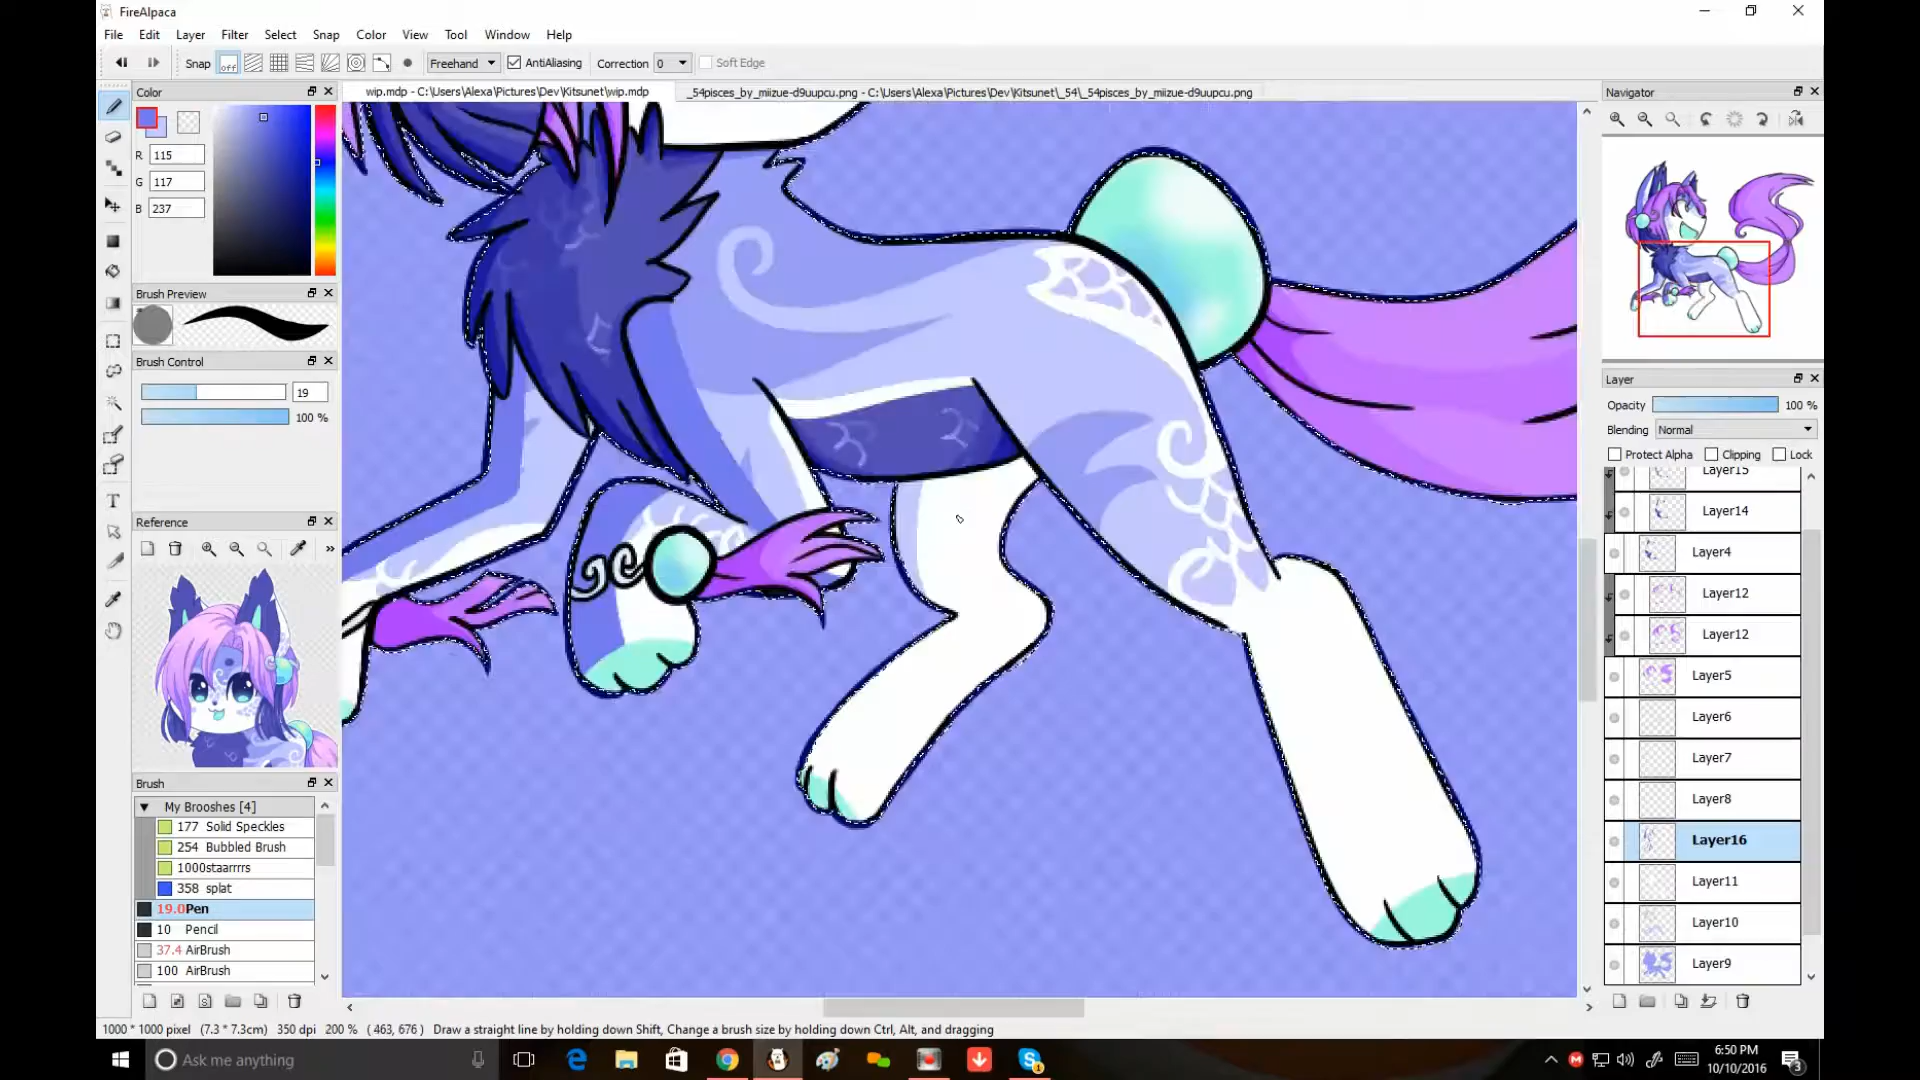 FireAlpaca
File Edit Layer Filter Select Snap Color View Tool Window Help
Snap off Freehand AntiAliasing Correction 0 Soft Edge
Color
wip.mdp - C:\Users\Alexa\Pictures\Dev\Kitsunet\wip.mdp
_54pisces_by_miizue-d9uupcu.png - C:\Users\Alexa\Pictures\Dev\Kitsunet\_54\_54pisces_by_miizue-d9uupcu.png
Navigator
R 115
G 117
B 237
Brush Preview
Brush Control
19
100 %
Reference
Brush
My Brooshes [4]
177 Solid Speckles
254 Bubbled Brush
1000staarrrrs
358 splat
19.0Pen
10 Pencil
37.4 AirBrush
100 AirBrush
Layer
Opacity 100 %
Blending Normal
Protect Alpha Clipping Lock
Layer15
Layer14
Layer4
Layer12
Layer12
Layer5
Layer6
Layer7
Layer8
Layer16
Layer11
Layer10
Layer9
1000 * 1000 pixel (7.3 * 7.3cm) 350 dpi 200 % ( 463, 676 ) Draw a straight line by holding down Shift, Change a brush size by holding down Ctrl, Alt, and dragging
Ask me anything
6:50 PM
10/10/2016
3